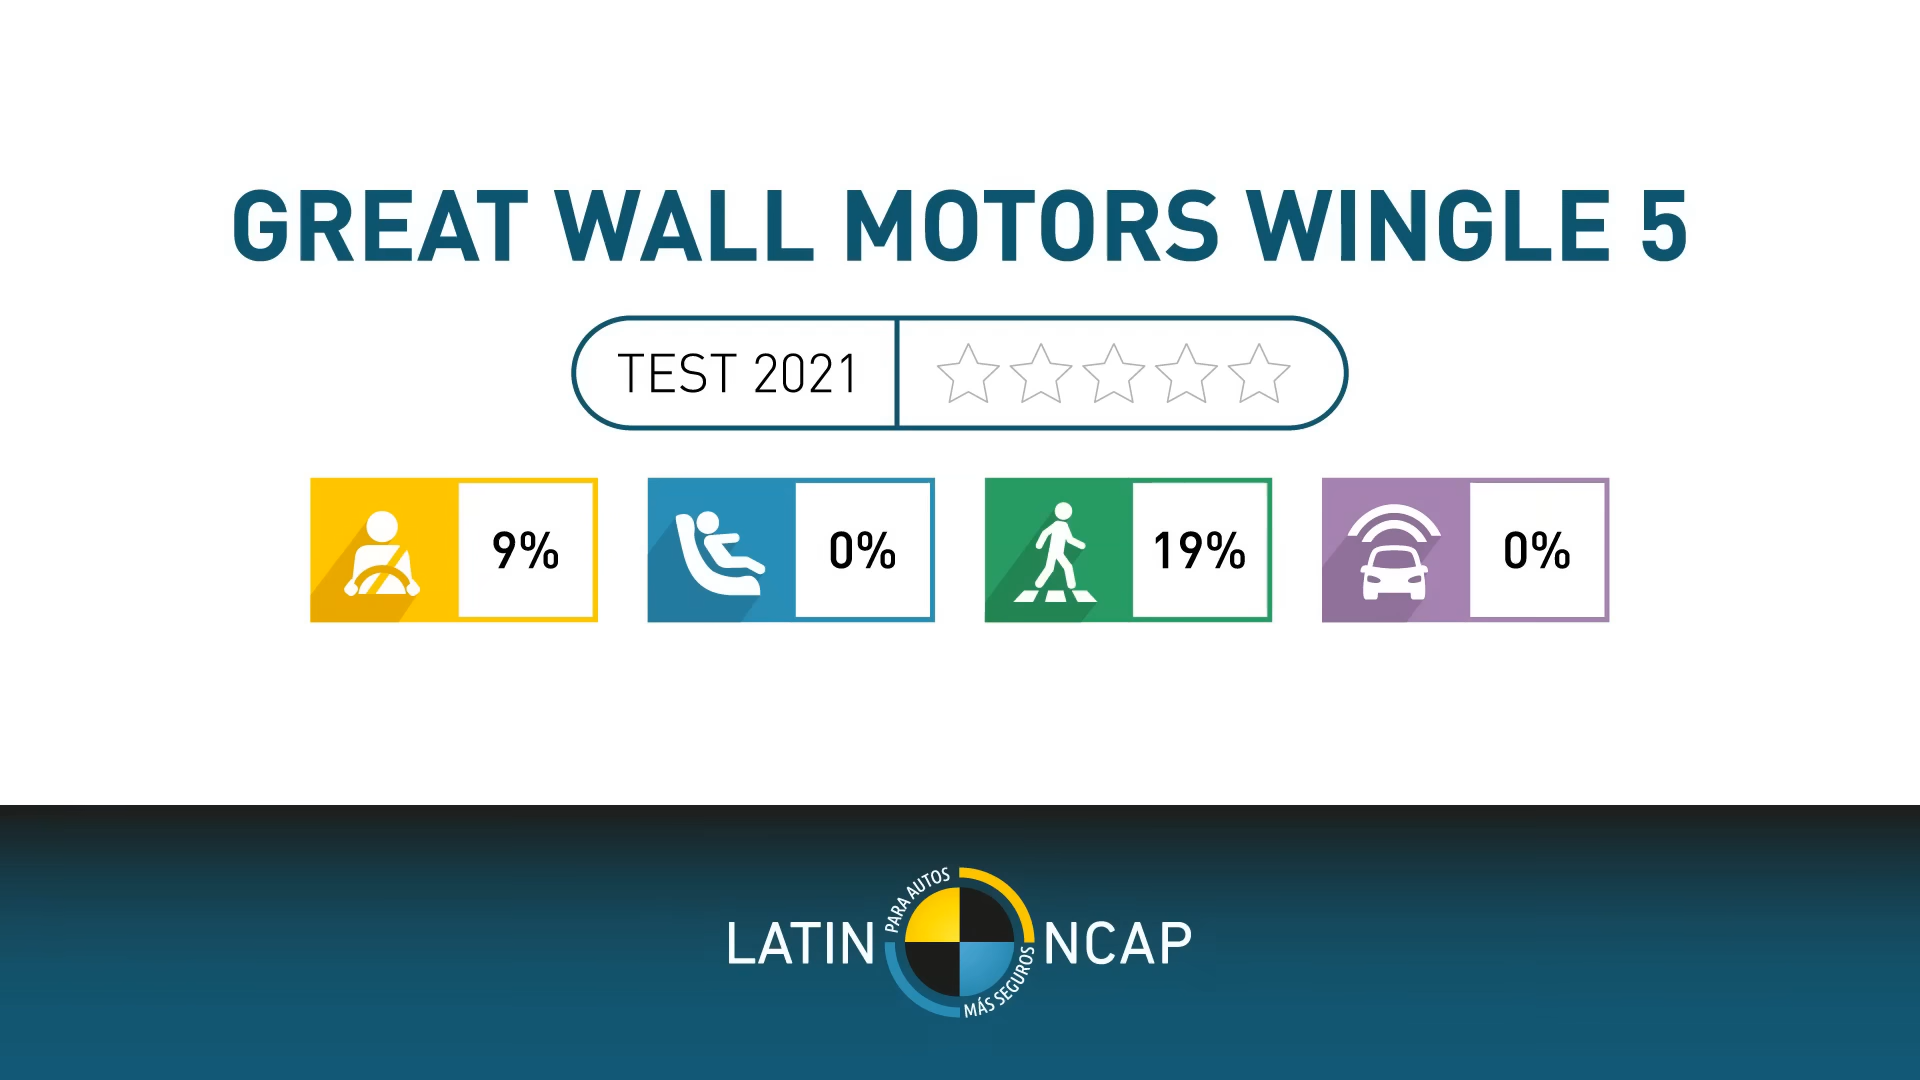 GREAT WALL MOTORS WINGLE 5
TEST 2021
9%
0%
19%
0%
PARA AUTOS
LATIN NCAP
MÁS SEGUROS